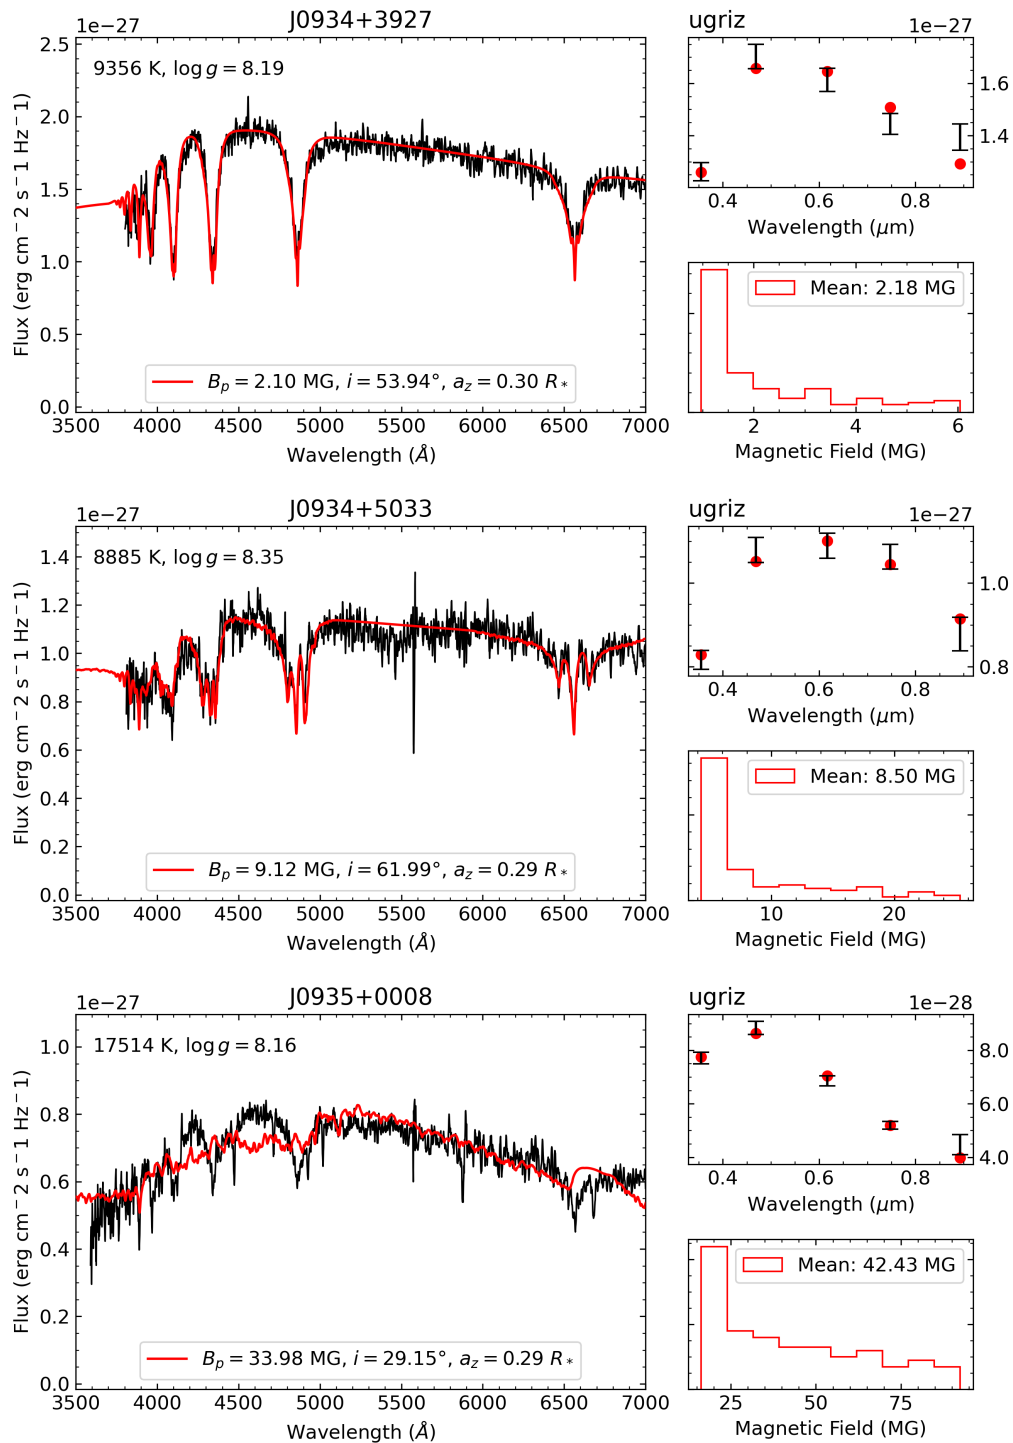 1e−27
J0934+3927
9356 K, log g = 8.19
Flux (erg cm−2 s−1 Hz−1)
2.5
2.0
1.5
1.0
0.5
0.0
B_p = 2.10 MG, i = 53.94°, a_z = 0.30 R_*
3500 4000 4500 5000 5500 6000 6500 7000
Wavelength (Å)
ugriz
1e−27
1.6
1.4
0.4 0.6 0.8
Wavelength (μm)
Mean: 2.18 MG
2 4 6
Magnetic Field (MG)
1e−27
J0934+5033
8885 K, log g = 8.35
Flux (erg cm−2 s−1 Hz−1)
1.4
1.2
1.0
0.8
0.6
0.4
0.2
0.0
B_p = 9.12 MG, i = 61.99°, a_z = 0.29 R_*
3500 4000 4500 5000 5500 6000 6500 7000
Wavelength (Å)
ugriz
1e−27
1.0
0.8
0.4 0.6 0.8
Wavelength (μm)
Mean: 8.50 MG
10 20
Magnetic Field (MG)
1e−27
J0935+0008
17514 K, log g = 8.16
Flux (erg cm−2 s−1 Hz−1)
1.0
0.8
0.6
0.4
0.2
0.0
B_p = 33.98 MG, i = 29.15°, a_z = 0.29 R_*
3500 4000 4500 5000 5500 6000 6500 7000
Wavelength (Å)
ugriz
1e−28
8.0
6.0
4.0
0.4 0.6 0.8
Wavelength (μm)
Mean: 42.43 MG
25 50 75
Magnetic Field (MG)